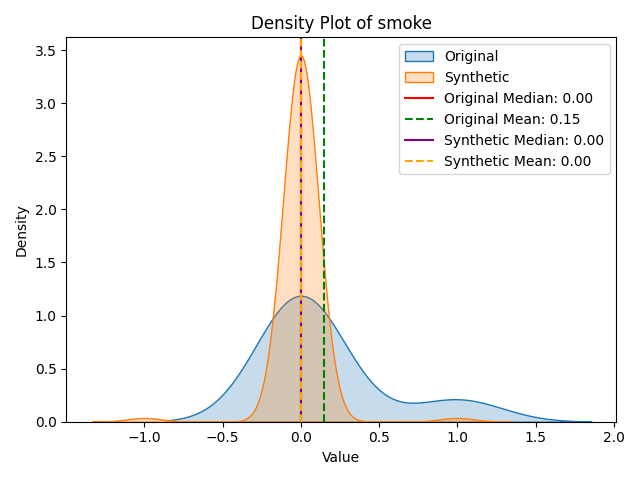 Density Plot of smoke
Original
Synthetic
Original Median: 0.00
Original Mean: 0.15
Synthetic Median: 0.00
Synthetic Mean: 0.00
Density
3.5
3.0
2.5
2.0
1.5
1.0
0.5
0.0
−1.0 −0.5 0.0 0.5 1.0 1.5 2.0
Value